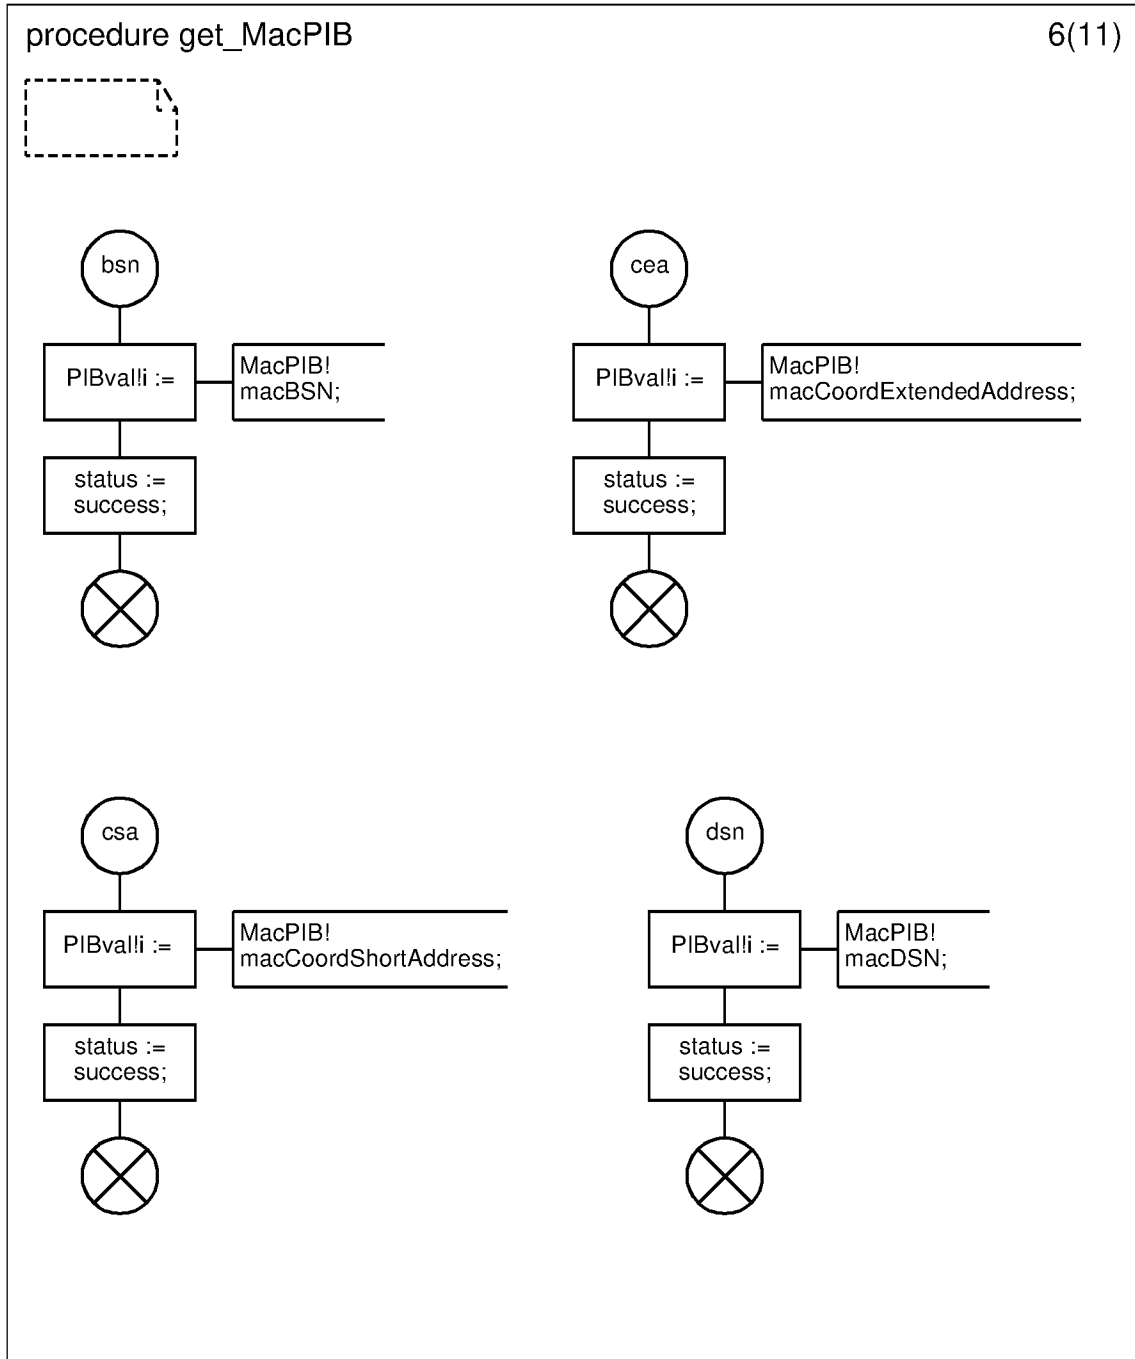 procedure get_MacPIB
6(11)
bsn
PIBval!i :=
MacPIB!
macBSN;
status :=
success;
cea
PIBval!i :=
MacPIB!
macCoordExtendedAddress;
status :=
success;
csa
PIBval!i :=
MacPIB!
macCoordShortAddress;
status :=
success;
dsn
PIBval!i :=
MacPIB!
macDSN;
status :=
success;